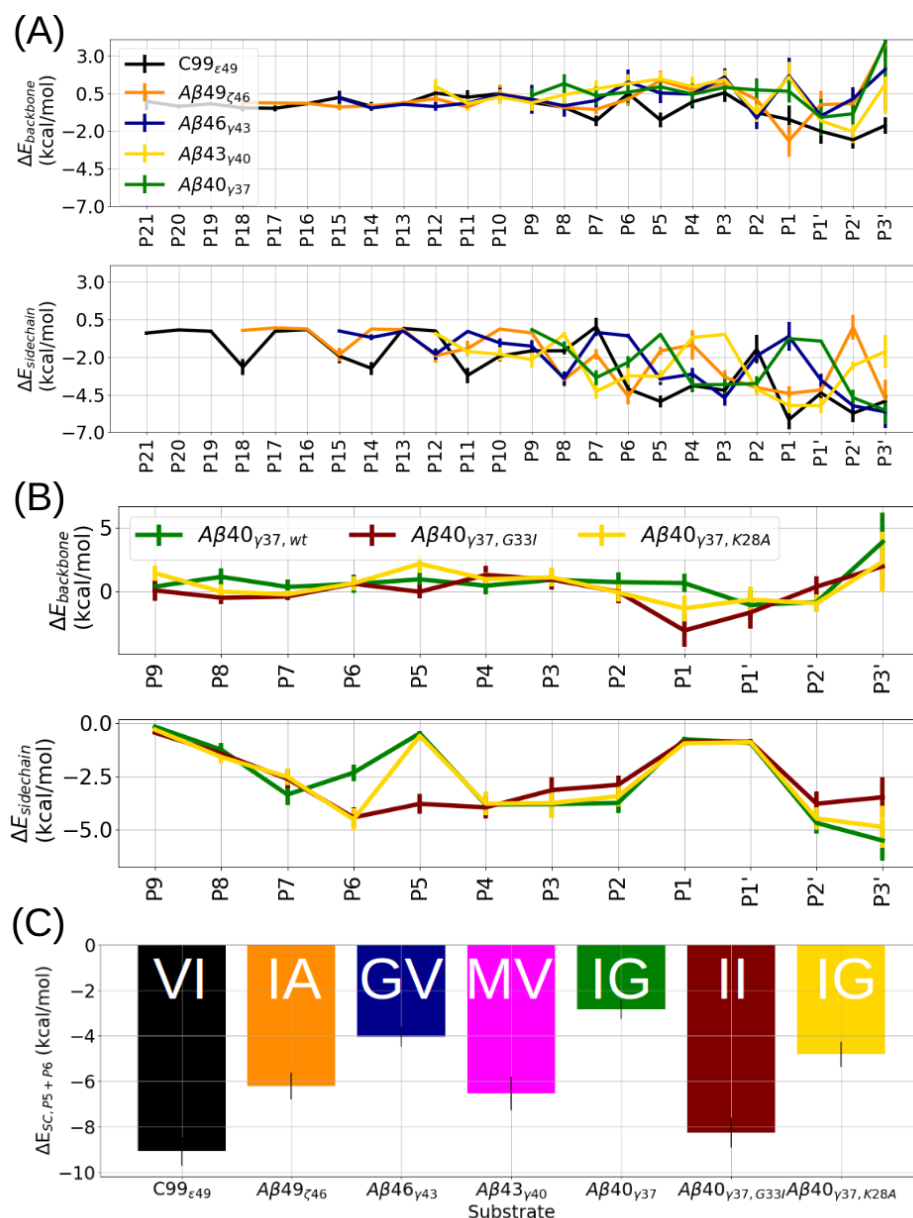 (A)
ΔE_backbone
(kcal/mol)
3.0
0.5
−2.0
−4.5
−7.0
C99_ε49
Aβ49_ζ46
Aβ46_γ43
Aβ43_γ40
Aβ40_γ37
P21 P20 P19 P18 P17 P16 P15 P14 P13 P12 P11 P10 P9 P8 P7 P6 P5 P4 P3 P2 P1 P1' P2' P3'
ΔE_sidechain
(kcal/mol)
3.0
0.5
−2.0
−4.5
−7.0
P21 P20 P19 P18 P17 P16 P15 P14 P13 P12 P11 P10 P9 P8 P7 P6 P5 P4 P3 P2 P1 P1' P2' P3'
(B)
ΔE_backbone
(kcal/mol)
5
0
Aβ40_γ37, wt Aβ40_γ37, G33I Aβ40_γ37, K28A
P9 P8 P7 P6 P5 P4 P3 P2 P1 P1' P2' P3'
ΔE_sidechain
(kcal/mol)
0.0
−2.5
−5.0
P9 P8 P7 P6 P5 P4 P3 P2 P1 P1' P2' P3'
(C)
ΔE_SC, P5 + P6 (kcal/mol)
0
−2
−4
−6
−8
−10
VI IA GV MV IG II IG
C99_ε49 Aβ49_ζ46 Aβ46_γ43 Aβ43_γ40 Aβ40_γ37 Aβ40_γ37, G33I Aβ40_γ37, K28A
Substrate